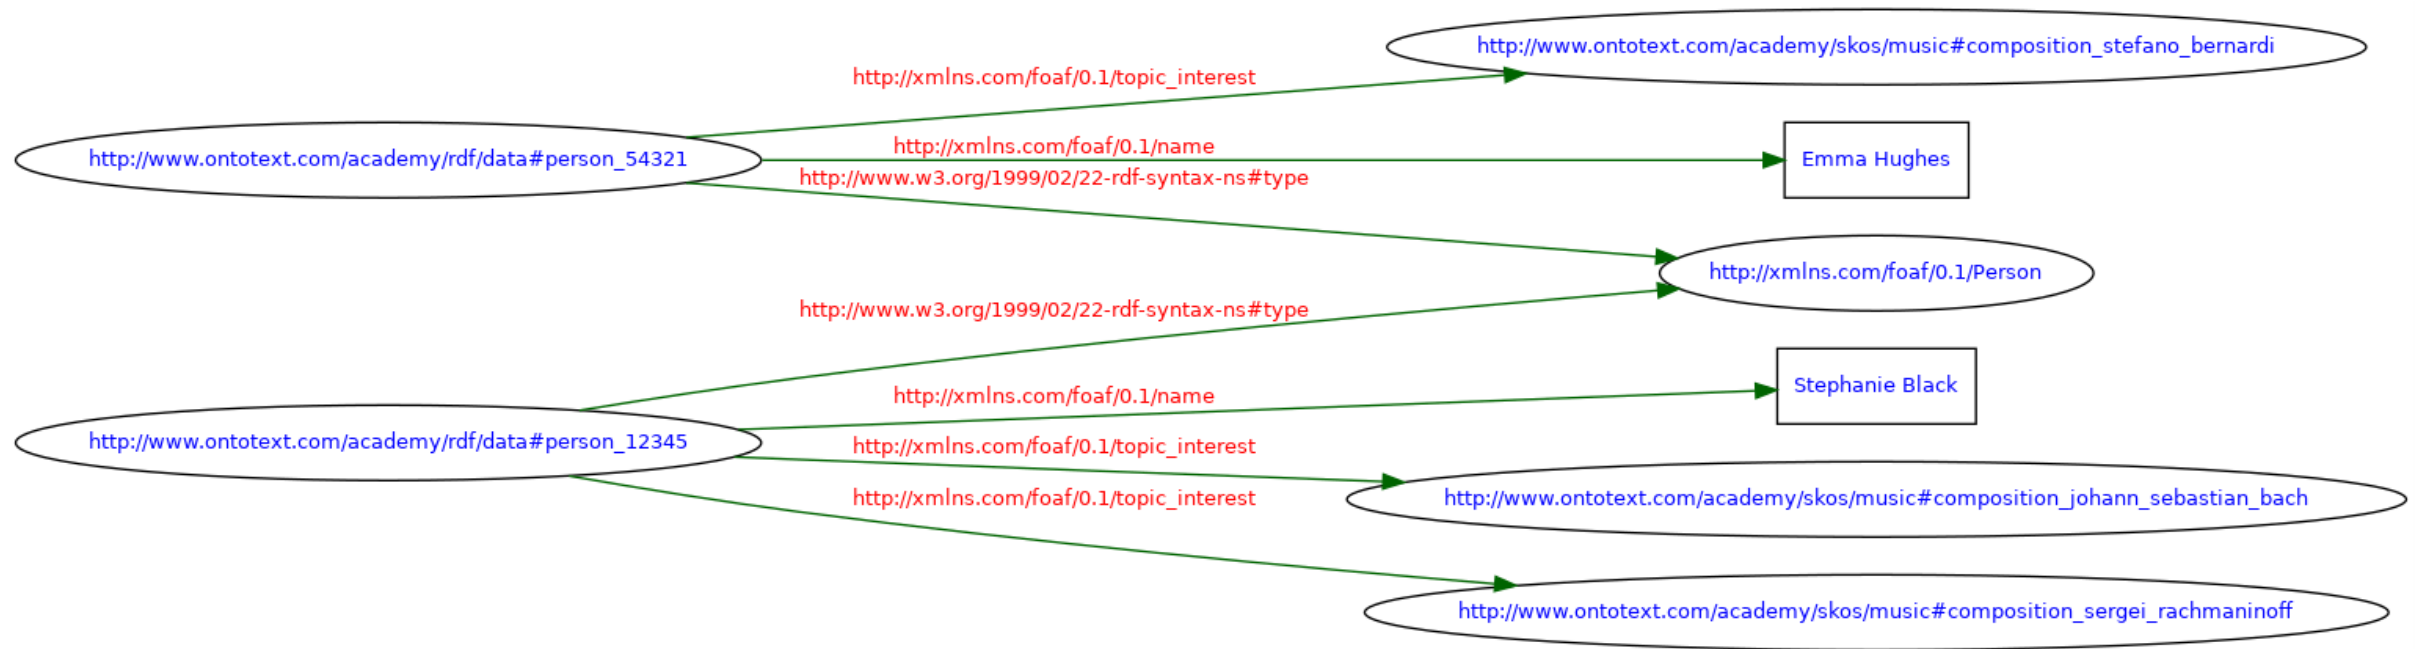 http://www.ontotext.com/academy/skos/music#composition_stefano_bernardi
http://xmlns.com/foaf/0.1/topic_interest
http://xmlns.com/foaf/0.1/name
http://www.ontotext.com/academy/rdf/data#person_54321
Emma Hughes
http://www.w3.org/1999/02/22-rdf-syntax-ns#type
http://xmlns.com/foaf/0.1/Person
http://www.w3.org/1999/02/22-rdf-syntax-ns#type
Stephanie Black
http://xmlns.com/foaf/0.1/name
http://www.ontotext.com/academy/rdf/data#person_12345
http://xmlns.com/foaf/0.1/topic_interest
http://xmlns.com/foaf/0.1/topic_interest
http://www.ontotext.com/academy/skos/music#composition_johann_sebastian_bach
http://www.ontotext.com/academy/skos/music#composition_sergei_rachmaninoff